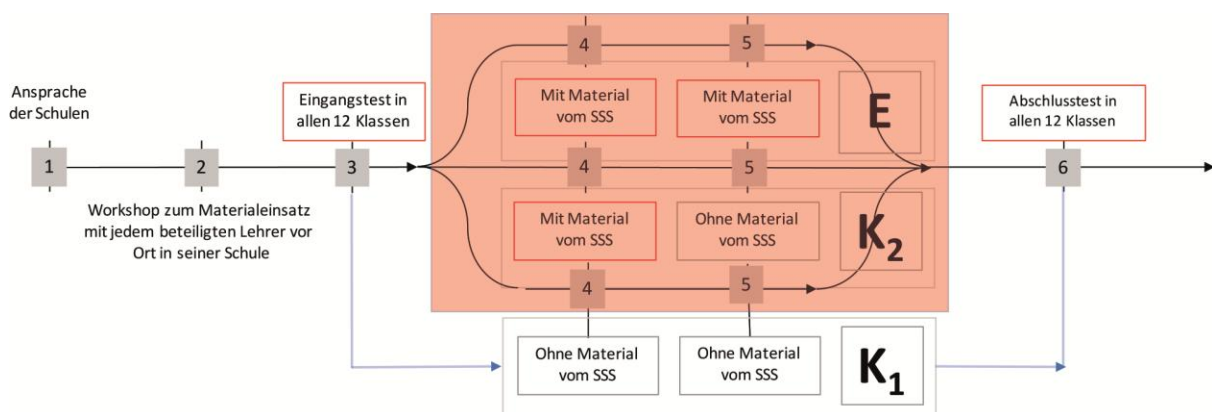 Ansprache
der Schulen
1
2
Workshop zum Materialeinsatz
mit jedem beteiligten Lehrer vor
Ort in seiner Schule
Eingangstest in
allen 12 Klassen
3
4
5
Mit Material
vom SSS
Mit Material
vom SSS
E
4
5
Mit Material
vom SSS
Ohne Material
vom SSS
K₂
4
5
Ohne Material
vom SSS
Ohne Material
vom SSS
K₁
Abschlusstest in
allen 12 Klassen
6